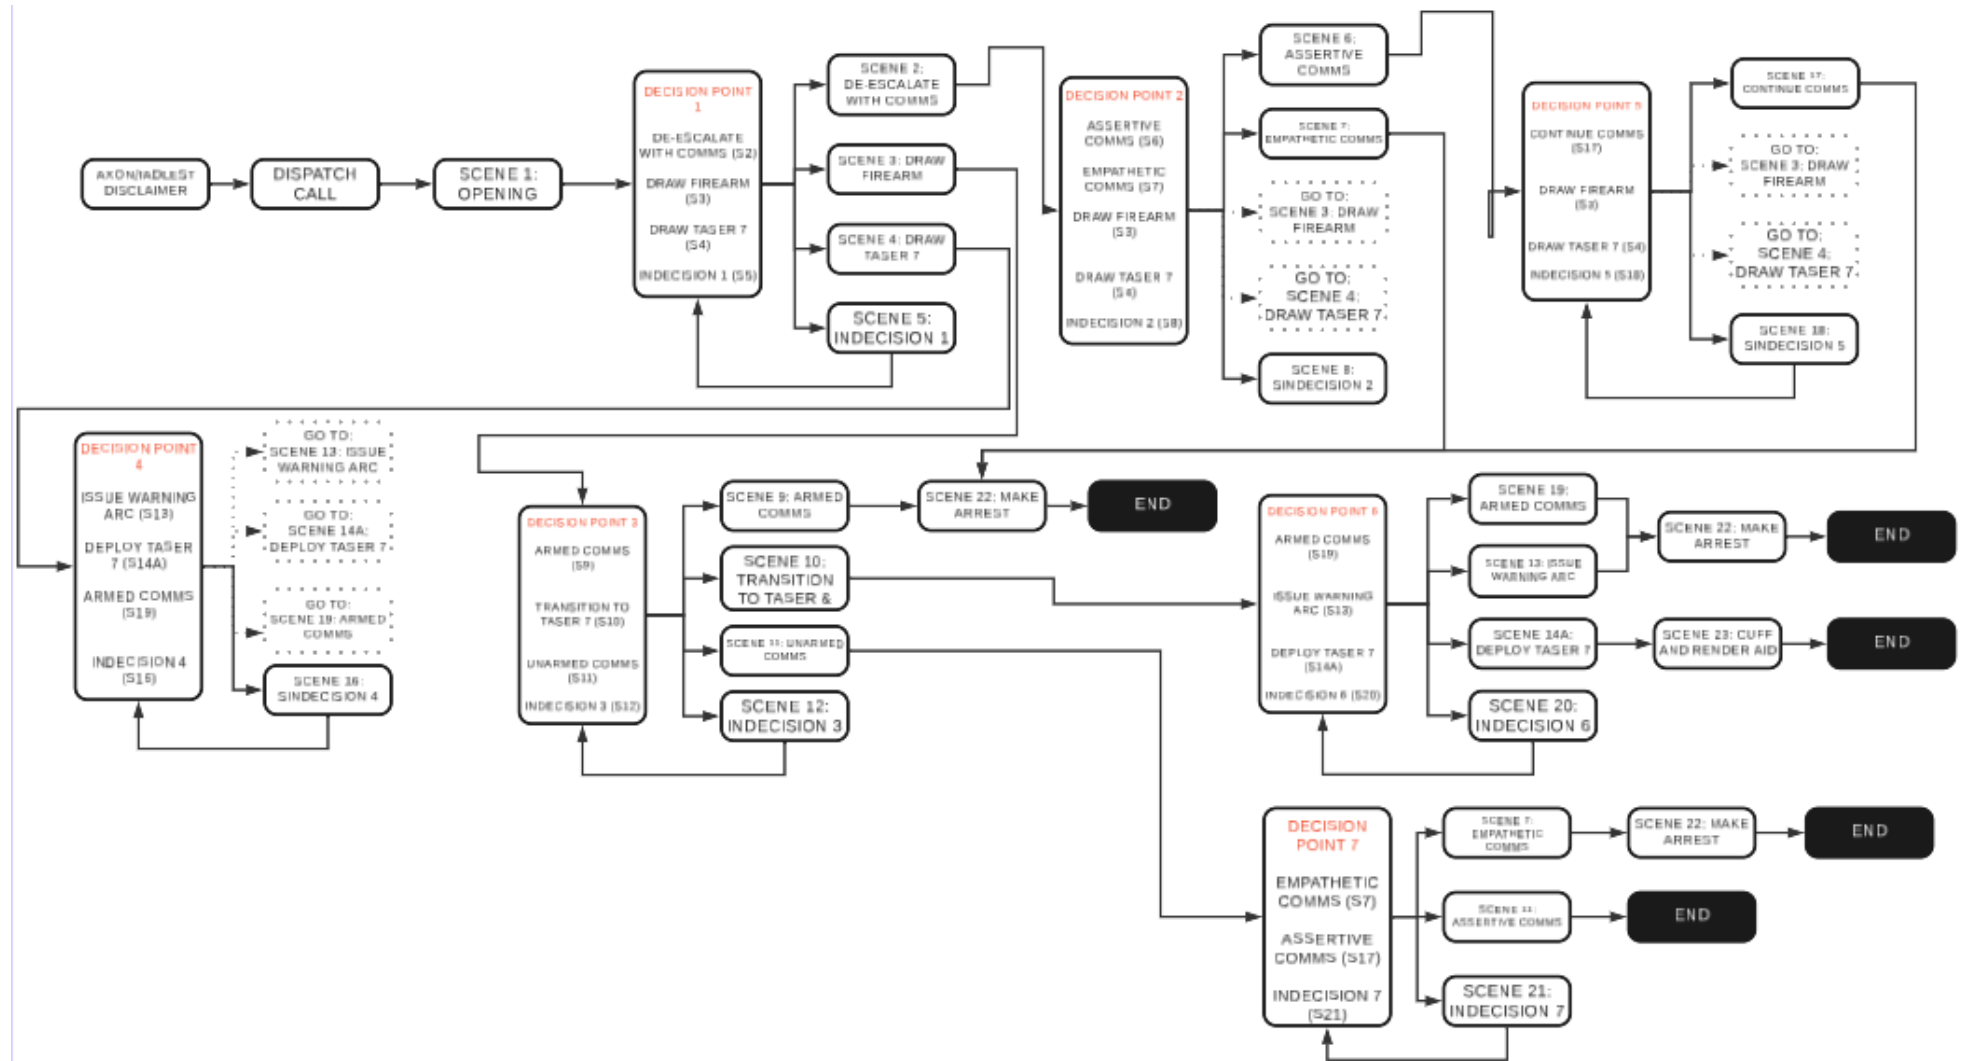 AXON/IADLEST
DISCLAIMER
DISPATCH
CALL
SCENE 1:
OPENING
DECISION POINT
1
DE-ESCALATE
WITH COMMS (S2)
DRAW FIREARM
(S3)
DRAW TASER 7
(S4)
INDECISION 1 (S5)
SCENE 2:
DE-ESCALATE
WITH COMMS
SCENE 3: DRAW
FIREARM
SCENE 4: DRAW
TASER 7
SCENE 5:
INDECISION 1
DECISION POINT 2
ASSERTIVE
COMMS (S6)
EMPATHETIC
COMMS (S7)
DRAW FIREARM
(S3)
DRAW TASER 7
(S4)
INDECISION 2 (S8)
SCENE 6:
ASSERTIVE
COMMS
SCENE 7:
EMPATHETIC COMMS
GO TO:
SCENE 3: DRAW
FIREARM
GO TO:
SCENE 4:
DRAW TASER 7
SCENE 8:
SINDECISION 2
DECISION POINT 5
CONTINUE COMMS
(S17)
DRAW FIREARM
(S3)
DRAW TASER 7 (S4)
INDECISION 5 (S18)
SCENE 17:
CONTINUE COMMS
GO TO:
SCENE 3: DRAW
FIREARM
GO TO:
SCENE 4:
DRAW TASER 7
SCENE 18:
SINDECISION 5
DECISION POINT
4
ISSUE WARNING
ARC (S13)
DEPLOY TASER
7 (S14A)
ARMED COMMS
(S19)
INDECISION 4
(S16)
GO TO:
SCENE 13: ISSUE
WARNING ARC
GO TO:
SCENE 14A:
DEPLOY TASER 7
GO TO:
SCENE 19: ARMED
COMMS
SCENE 16:
SINDECISION 4
DECISION POINT 3
ARMED COMMS
(S9)
TRANSITION TO
TASER 7 (S10)
UNARMED COMMS
(S11)
INDECISION 3 (S12)
SCENE 9: ARMED
COMMS
SCENE 10:
TRANSITION
TO TASER &
SCENE 11: UNARMED
COMMS
SCENE 12:
INDECISION 3
SCENE 22: MAKE
ARREST
END
DECISION POINT 6
ARMED COMMS
(S19)
ISSUE WARNING
ARC (S13)
DEPLOY TASER 7
(S14A)
INDECISION 6 (S20)
SCENE 19:
ARMED COMMS
SCENE 13: ISSUE
WARNING ARC
SCENE 14A:
DEPLOY TASER 7
SCENE 20:
INDECISION 6
SCENE 22: MAKE
ARREST
END
SCENE 23: CUFF
AND RENDER AID
END
DECISION
POINT 7
EMPATHETIC
COMMS (S7)
ASSERTIVE
COMMS (S17)
INDECISION 7
(S21)
SCENE 7:
EMPATHETIC
COMMS
SCENE 22: MAKE
ARREST
END
SCENE 11:
ASSERTIVE COMMS
END
SCENE 21:
INDECISION 7